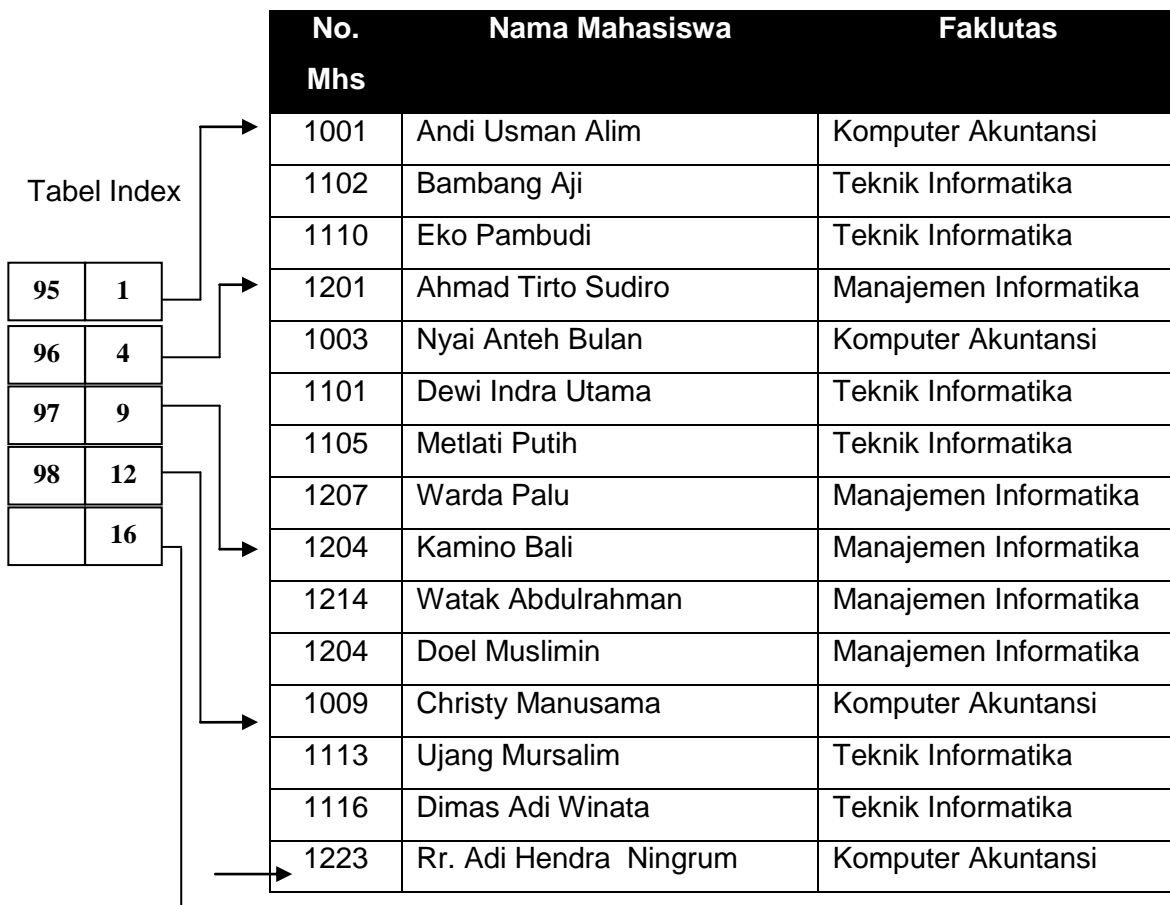 No. Mhs Nama Mahasiswa Faklutas
1001 Andi Usman Alim Komputer Akuntansi
1102 Bambang Aji Teknik Informatika
1110 Eko Pambudi Teknik Informatika
1201 Ahmad Tirto Sudiro Manajemen Informatika
1003 Nyai Anteh Bulan Komputer Akuntansi
1101 Dewi Indra Utama Teknik Informatika
1105 Metlati Putih Teknik Informatika
1207 Warda Palu Manajemen Informatika
1204 Kamino Bali Manajemen Informatika
1214 Watak Abdulrahman Manajemen Informatika
1204 Doel Muslimin Manajemen Informatika
1009 Christy Manusama Komputer Akuntansi
1113 Ujang Mursalim Teknik Informatika
1116 Dimas Adi Winata Teknik Informatika
1223 Rr. Adi Hendra Ningrum Komputer Akuntansi
Tabel Index
95 1
96 4
97 9
98 12
16